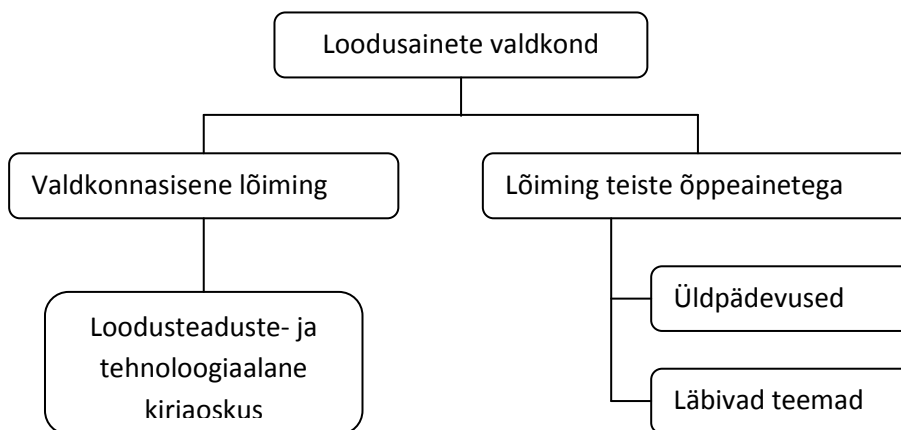 Loodusainete valdkond
Valdkonnasisene lõiming
Lõiming teiste õppeainetega
Üldpädevused
Loodusteaduste- ja
tehnoloogiaalane
kirjaoskus
Läbivad teemad